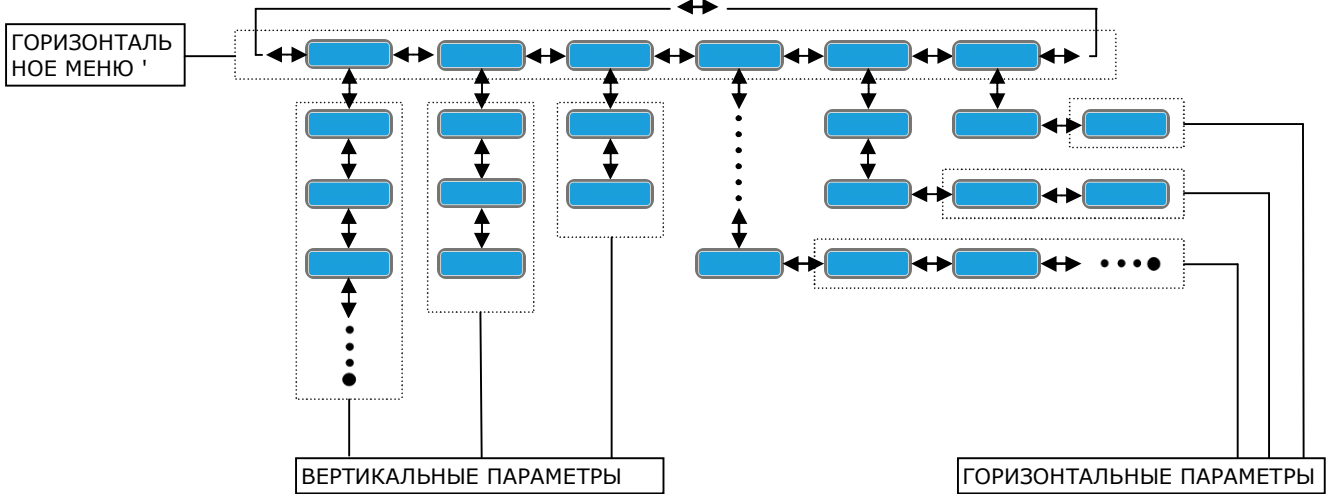 ГОРИЗОНТАЛЬ
НОЕ МЕНЮ '
ВЕРТИКАЛЬНЫЕ ПАРАМЕТРЫ
ГОРИЗОНТАЛЬНЫЕ ПАРАМЕТРЫ